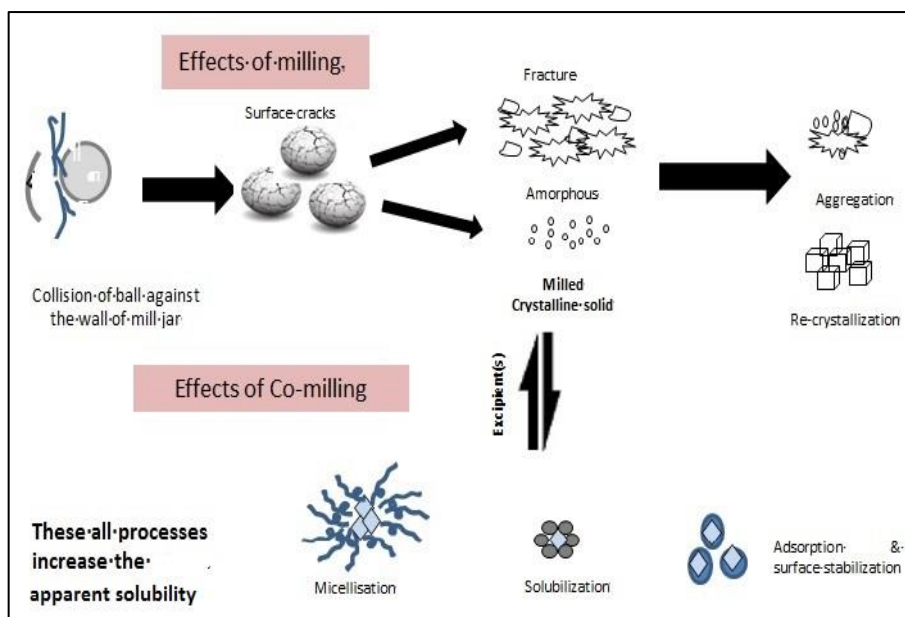 Effects·of·milling,
Fracture
Surface·cracks
Amorphous
Aggregation
Milled
Crystalline·solid
Collision·of·ball·against
the·wall·of·mill·jar
Re-crystallization
Effects of Co-milling
Excipient(s)
These·all·processes
increase·the·
apparent solubility
Micellisation
Solubilization
Adsorption· &·
surface·stabilization